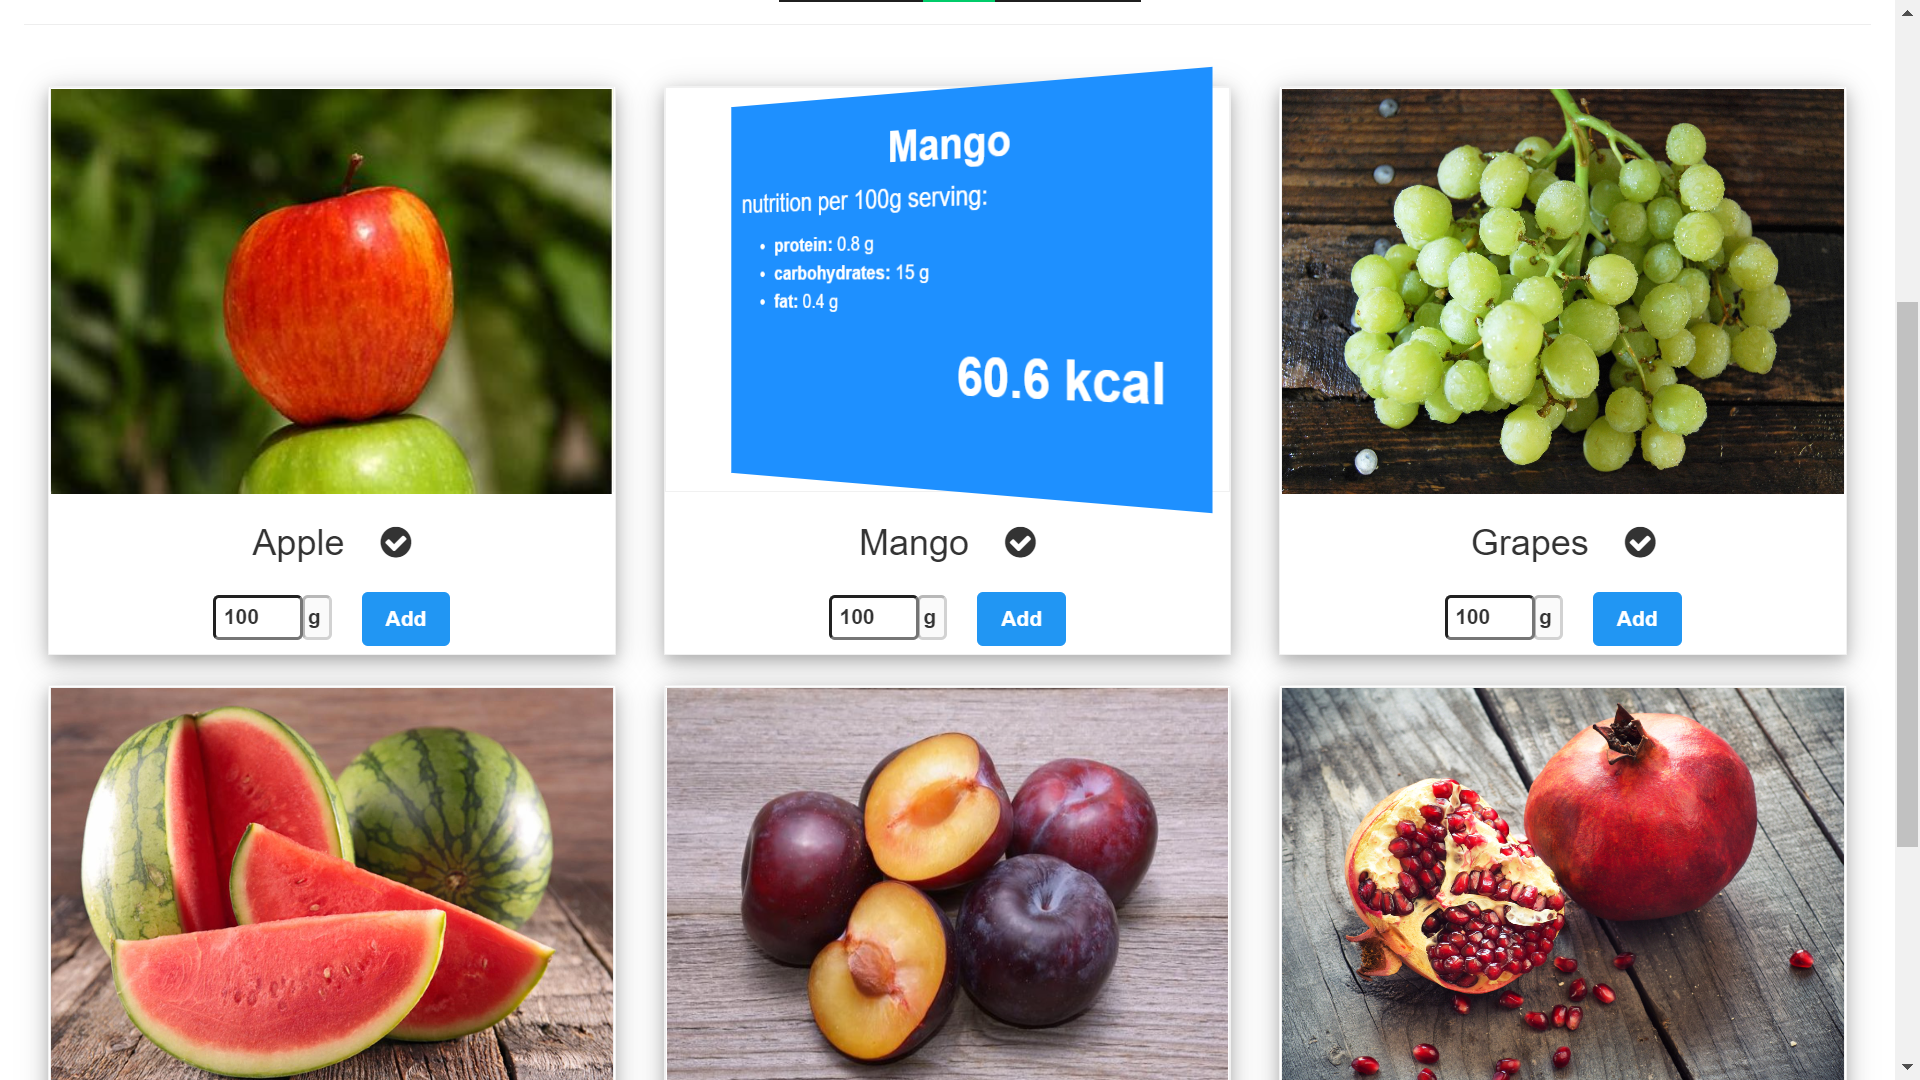 Mango
nutrition per 100g serving:
• protein: 0.8 g
• carbohydrates: 15 g
• fat: 0.4 g
60.6 kcal
Apple
Mango
Grapes
100 g Add
100 g Add
100 g Add